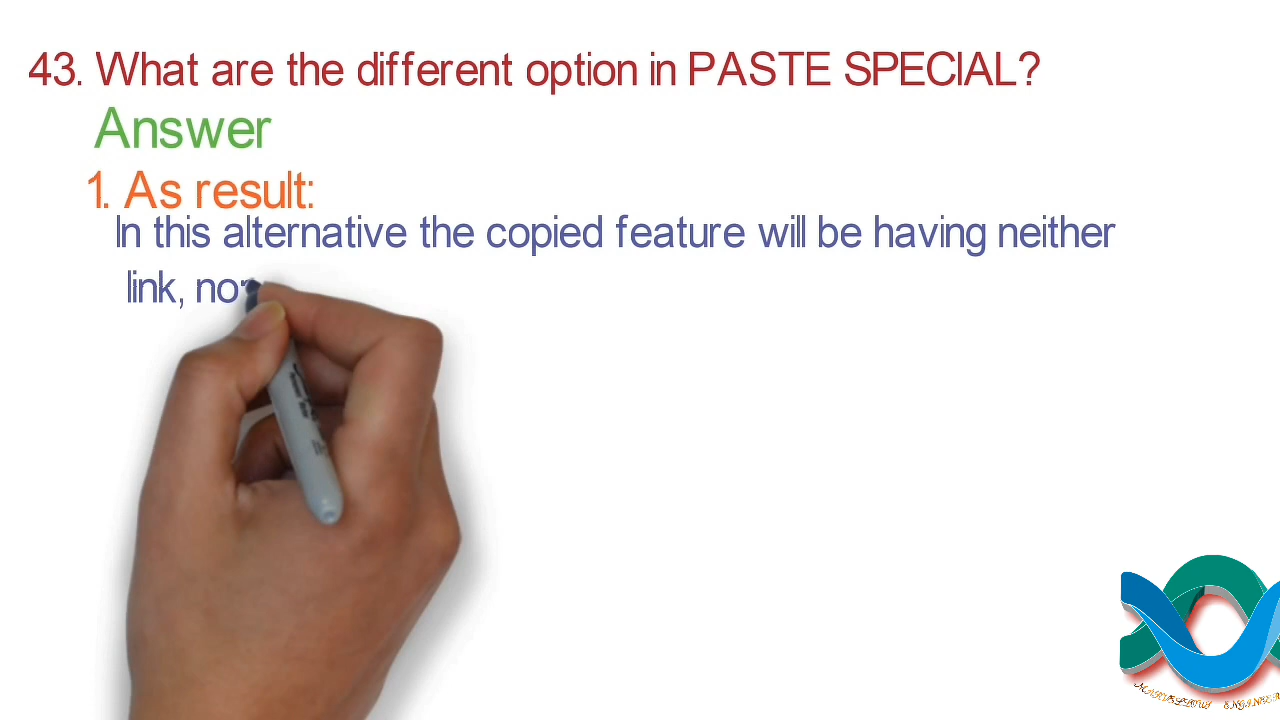 43. What are the different option in PASTE SPECIAL?
Answer
1. As result:
In this alternative the copied feature will be having neither
link, nor